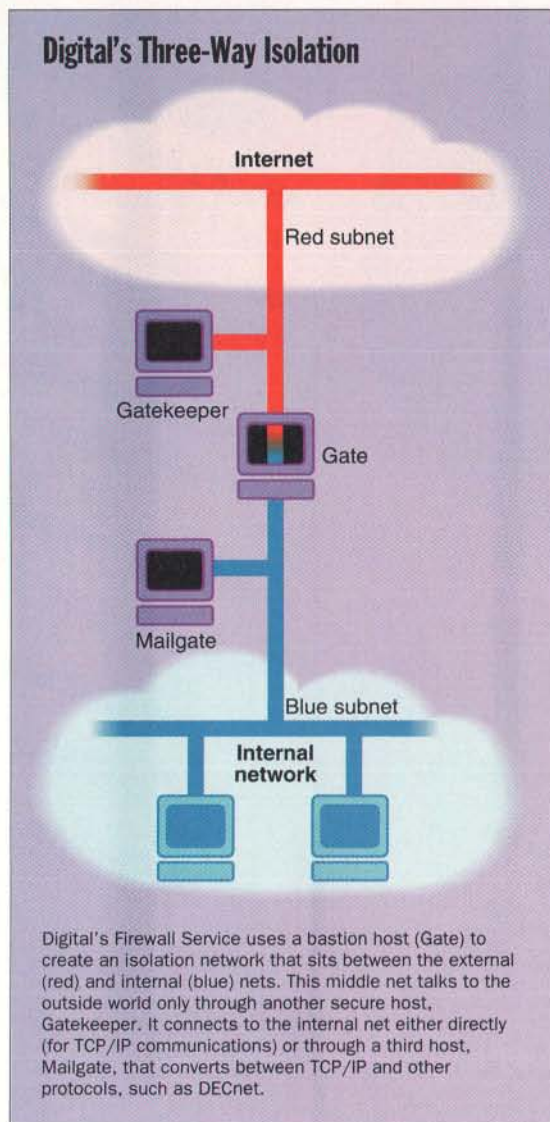 Digital's Three-Way Isolation
Internet
Red subnet
Gatekeeper
Gate
Mailgate
Blue subnet
Internal
network
Digital's Firewall Service uses a bastion host (Gate) to
create an isolation network that sits between the external
(red) and internal (blue) nets. This middle net talks to the
outside world only through another secure host,
Gatekeeper. It connects to the internal net either directly
(for TCP/IP communications) or through a third host,
Mailgate, that converts between TCP/IP and other
protocols, such as DECnet.